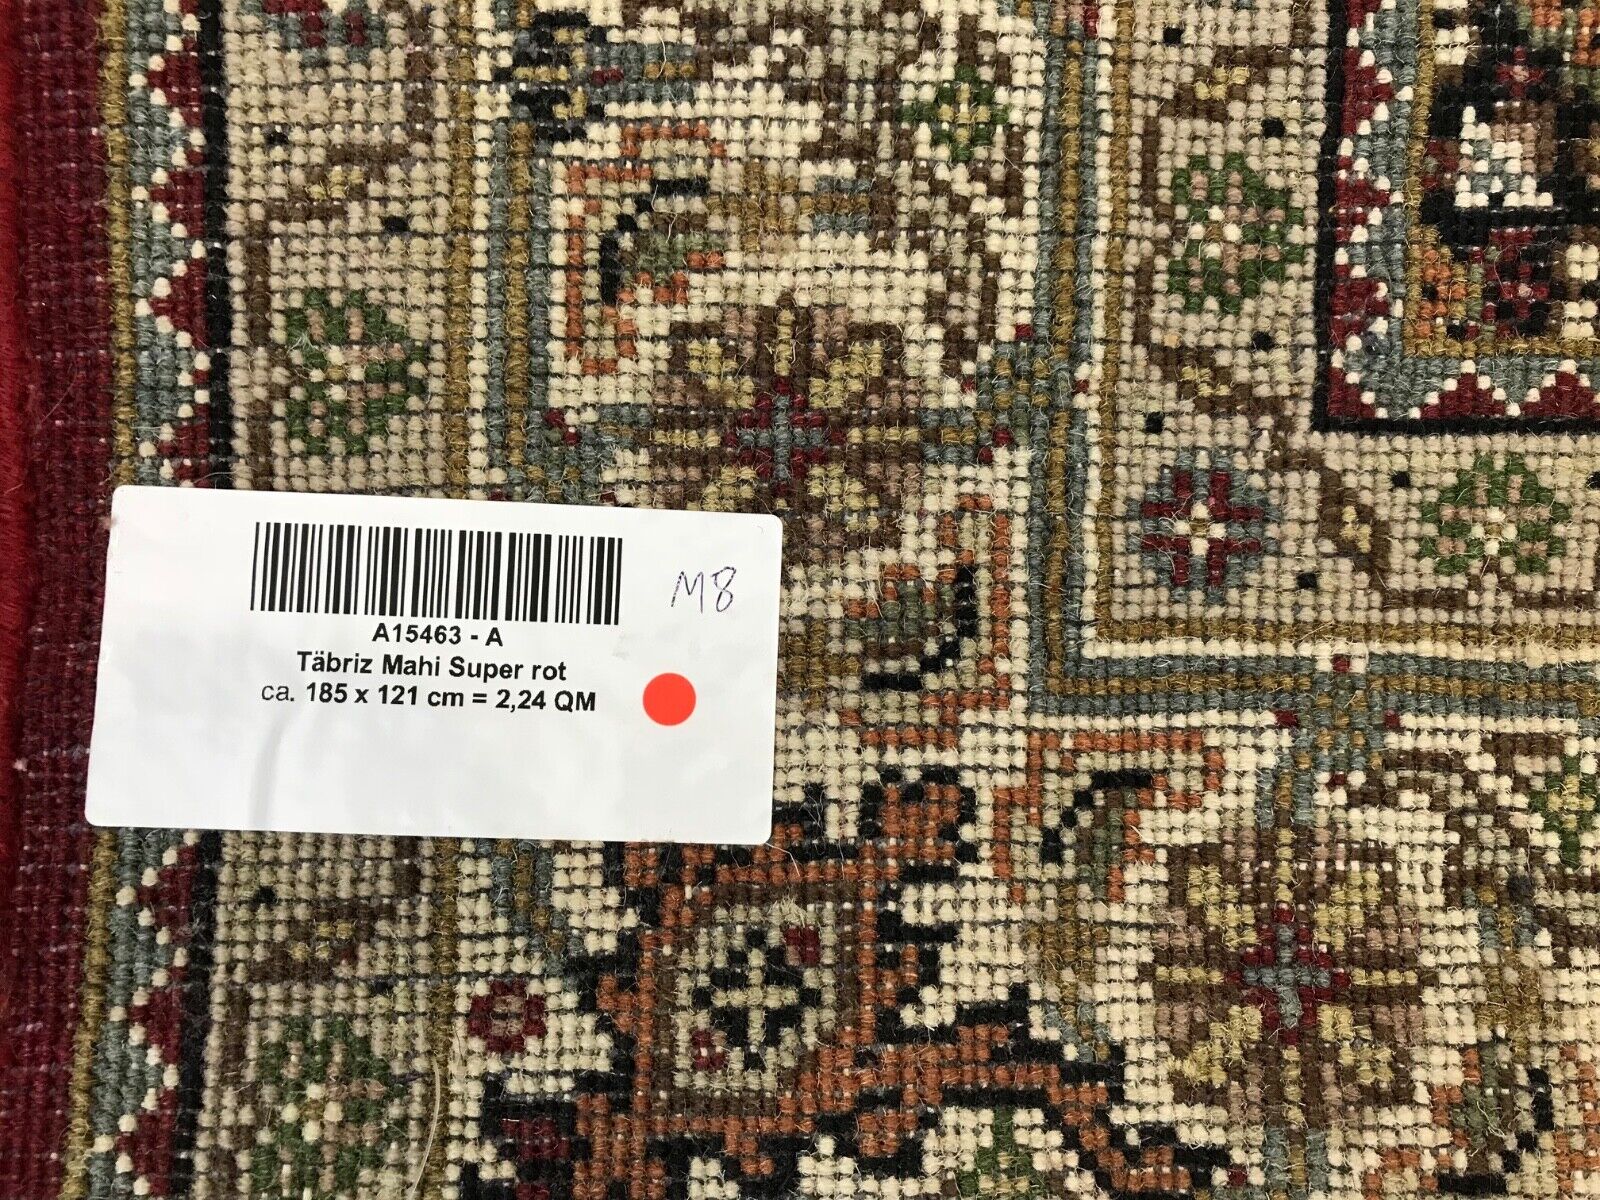 M8
A15463 - A
Täbriz Mahi Super rot
ca. 185 x 121 cm = 2,24 QM